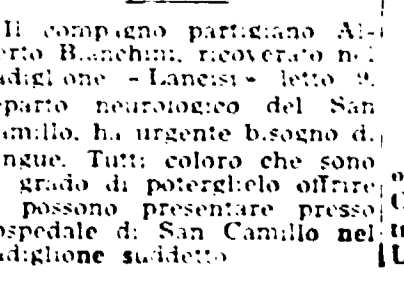 Il compagno partigiano Al-
erto Bianchini, ricoverato nel
adiglione «Lancisi» letto 9,
eparto neurologico del San
amillo, ha urgente bisogno di
ngue. Tutti coloro che sono
grado di poterglielo offrire
possono presentare presso
ospedale di San Camillo nel
adiglione suddetto